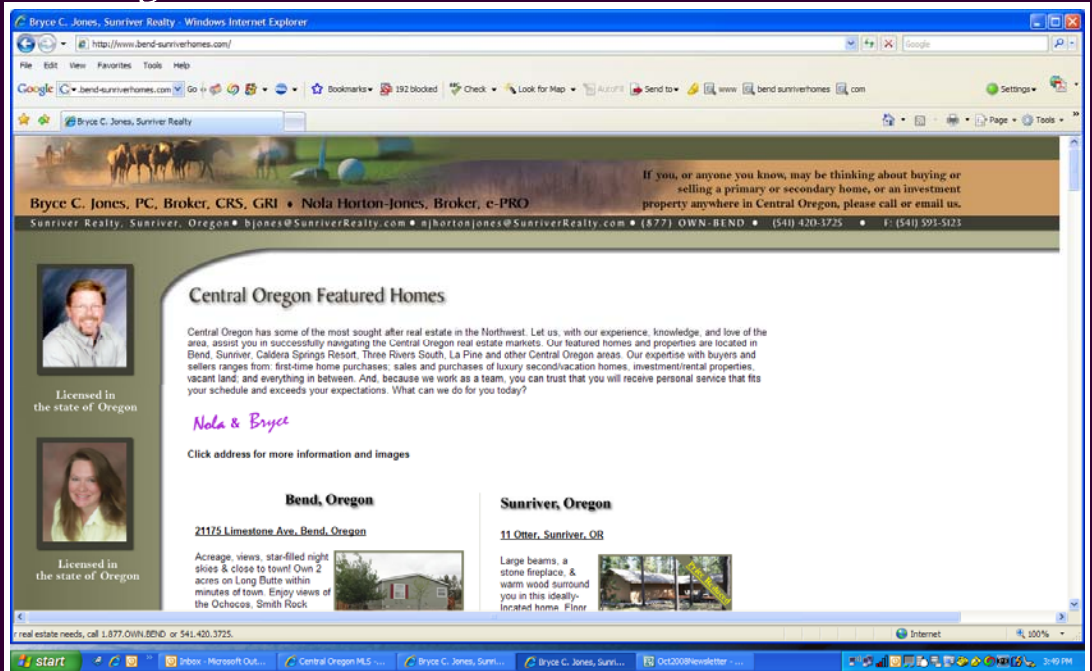 Bryce C. Jones, Sunriver Realty - Windows Internet Explorer
http://www.bend-sunriverhomes.com/
Google
File Edit View Favorites Tools Help
Google .bend-sunriverhomes.com Go Bookmarks 192 blocked Check Look for Map AutoFill Send to www bend sunriverhomes com Settings
Bryce C. Jones, Sunriver Realty Page Tools
If you, or anyone you know, may be thinking about buying or
selling a primary or secondary home, or an investment
property anywhere in Central Oregon, please call or email us.
Bryce C. Jones, PC, Broker, CRS, GRI • Nola Horton-Jones, Broker, e-PRO
Sunriver Realty, Sunriver, Oregon • bjones@SunriverRealty.com • njhortonjones@SunriverRealty.com • (877) OWN-BEND • (541) 420-3725 • F: (541) 593-5123
Central Oregon Featured Homes
Central Oregon has some of the most sought after real estate in the Northwest. Let us, with our experience, knowledge, and love of the
area, assist you in successfully navigating the Central Oregon real estate markets. Our featured homes and properties are located in
Bend, Sunriver, Caldera Springs Resort, Three Rivers South, La Pine and other Central Oregon areas. Our expertise with buyers and
sellers ranges from: first-time home purchases; sales and purchases of luxury second/vacation homes, investment/rental properties,
vacant land; and everything in between. And, because we work as a team, you can trust that you will receive personal service that fits
your schedule and exceeds your expectations. What can we do for you today?
Licensed in
the state of Oregon
Nola & Bryce
Click address for more information and images
Bend, Oregon
21175 Limestone Ave, Bend, Oregon
Acreage, views, star-filled night
skies & close to town! Own 2
acres on Long Butte within
minutes of town. Enjoy views of
the Ochocos, Smith Rock
Sunriver, Oregon
11 Otter, Sunriver, OR
Large beams, a
stone fireplace, &
warm wood surround
you in this ideally-
located home. Floor
Licensed in
the state of Oregon
r real estate needs, call 1.877.OWN.BEND or 541.420.3725.
Internet 100%
start Inbox - Microsoft Out... Central Oregon MLS -... Bryce C. Jones, Sunri... Bryce C. Jones, Sunri... Oct2008Newsletter - ... 3:49 PM